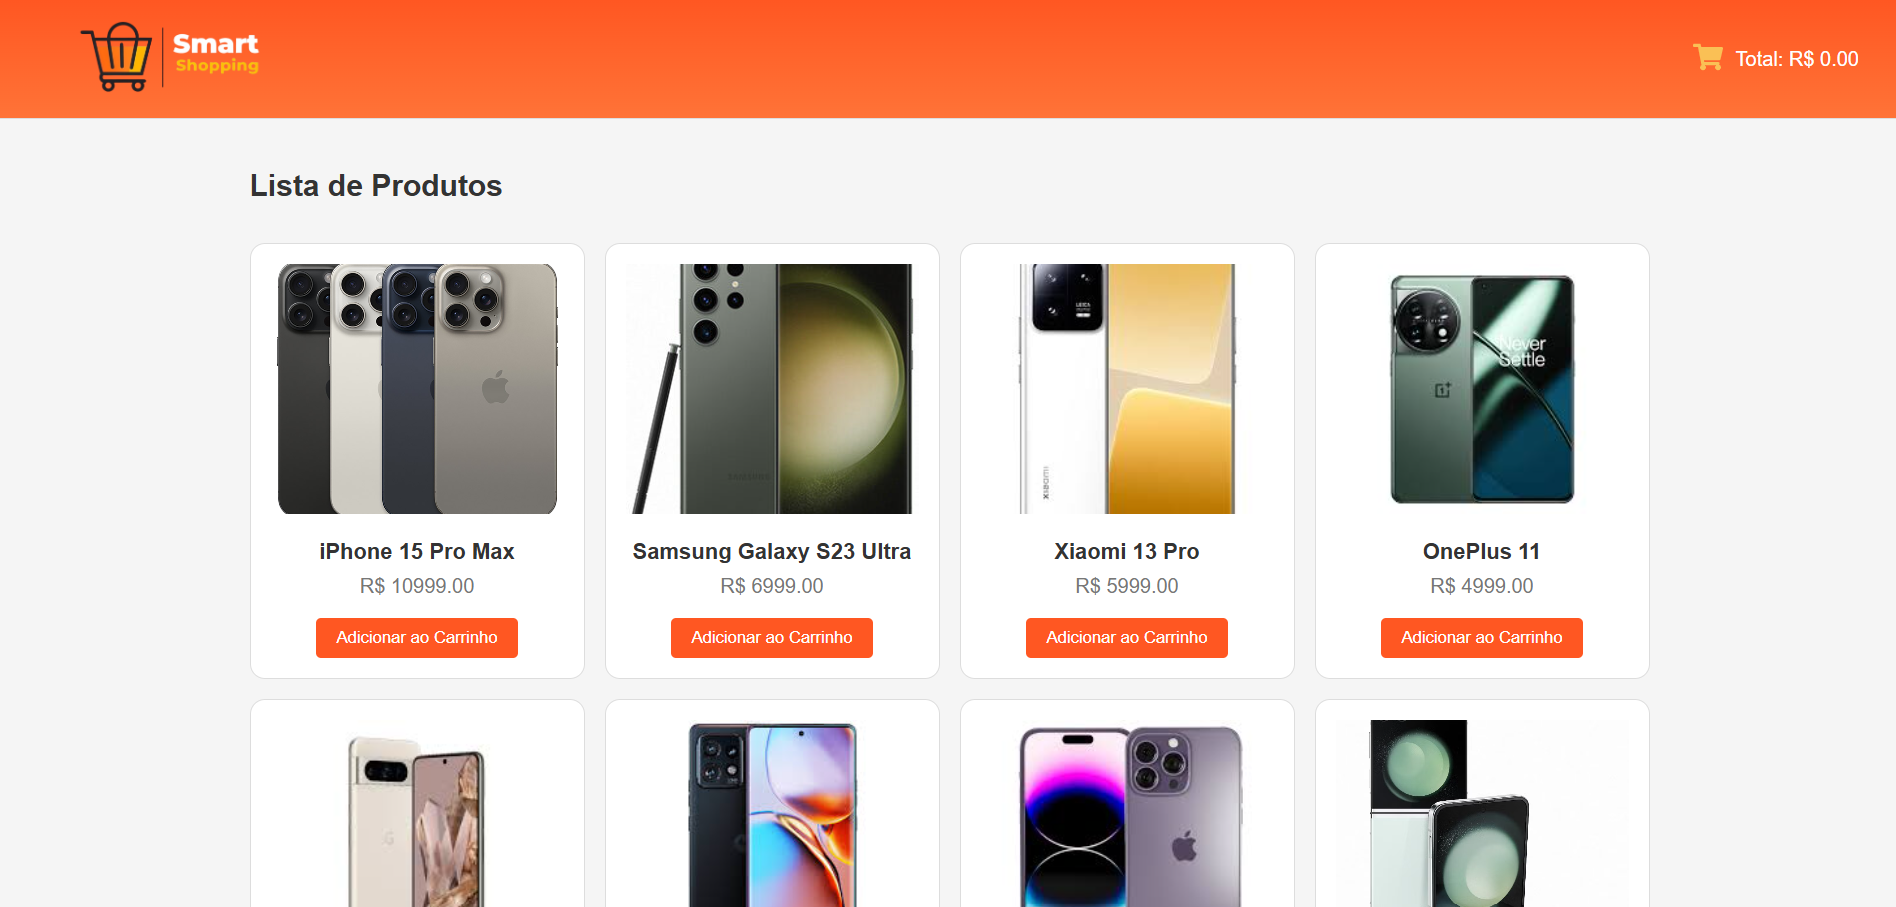 Smart
Shopping
Total: R$ 0.00
Lista de Produtos
Never
Settle
xiaomi
iPhone 15 Pro Max
Samsung Galaxy S23 Ultra
Xiaomi 13 Pro
OnePlus 11
R$ 10999.00
R$ 6999.00
R$ 5999.00
R$ 4999.00
Adicionar ao Carrinho
Adicionar ao Carrinho
Adicionar ao Carrinho
Adicionar ao Carrinho